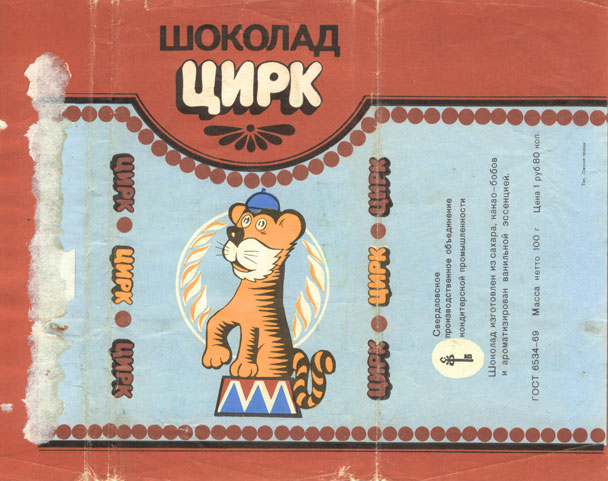 ШОКОЛАД
ЦИРК
ЦИРК
ЦИРК
ЦИРК
ЦИРК
ЦИРК
ЦИРК
Свердловское
производственное объединение
кондитерской промышленности
Шоколад изготовлен из сахара, какао-бобов
и ароматизирован ванильной эссенцией.
ГОСТ 6534-69 Масса нетто 100 г Цена 1 руб. 80 коп.